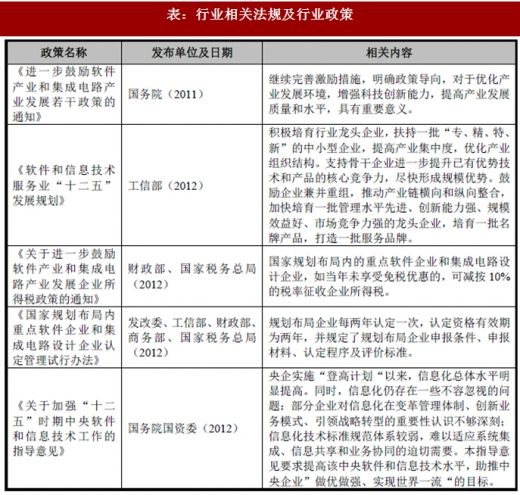 表：行业相关法规及行业政策
政策名称
发布单位及日期
相关内容
《进一步鼓励软件
产业和集成电路产
业发展若干政策的
通知》
国务院（2011）
继续完善激励措施，明确政策导向，对于优化产
业发展环境，增强科技创新能力，提高产业发展
质量和水平，具有重要意义。
《软件和信息技术
服务业“十二五”
发展规划》
工信部（2012）
积极培育行业龙头企业，扶持一批“专、精、特、
新”的中小型企业，提高产业集中度，优化产业
组织结构。支持骨干企业进一步提升已有优势技
术和产品的核心竞争力，尽快形成规模优势。鼓
励企业兼并重组，推动产业链横向和纵向整合，
加快培育一批管理水平先进、创新能力强、规模
效益好、市场竞争力强的龙头企业，培育一批名
牌产品，打造一批服务品牌。
《关于进一步鼓励
软件产业和集成电
路产业发展企业所
得税政策的通知》
财政部、国家税务总局
（2012）
国家规划布局内的重点软件企业和集成电路设
计企业，如当年未享受免税优惠的，可减按 10%
的税率征收企业所得税。
《国家规划布局内
重点软件企业和集
成电路设计企业认
定管理试行办法》
发改委、工信部、财政部、
商务部、国家税务总局
（2012）
规划布局企业每两年认定一次，认定资格有效期
为两年，并规定了规划布局企业申报条件、申报
材料、认定程序及评价标准。
《关于加强“十二
五”时期中央软件
和信息技术工作的
指导意见》
国务院国资委（2012）
央企实施“登高计划“以来，信息化总体水平明
显提高。同时，信息化仍存在一些不容忽视的问
题：部分企业对信息化在变革管理体制、创新业
务模式、引领战略转型的重要性认识不够深刻；
信息化技术标准规范体系较弱，难以适应系统集
成、信息共享和业务协同的迫切需要。本指导意
见要求提高该中央软件和信息技术水平，助推中
央企业”做优做强、实现世界一流“的目标。